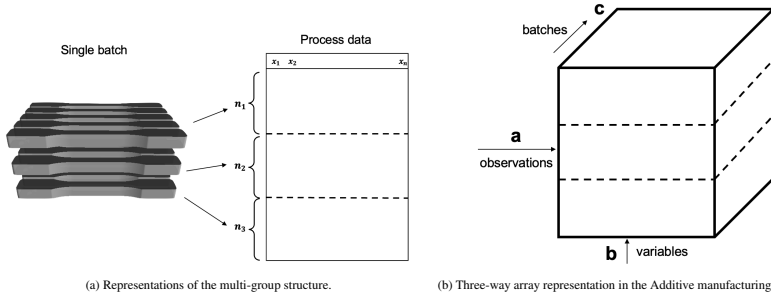 Single batch
Process data
x₁ x₂ xₙ
n₁
n₂
n₃
(a) Representations of the multi-group structure.
c
batches
a
observations
b
variables
(b) Three-way array representation in the Additive manufacturing